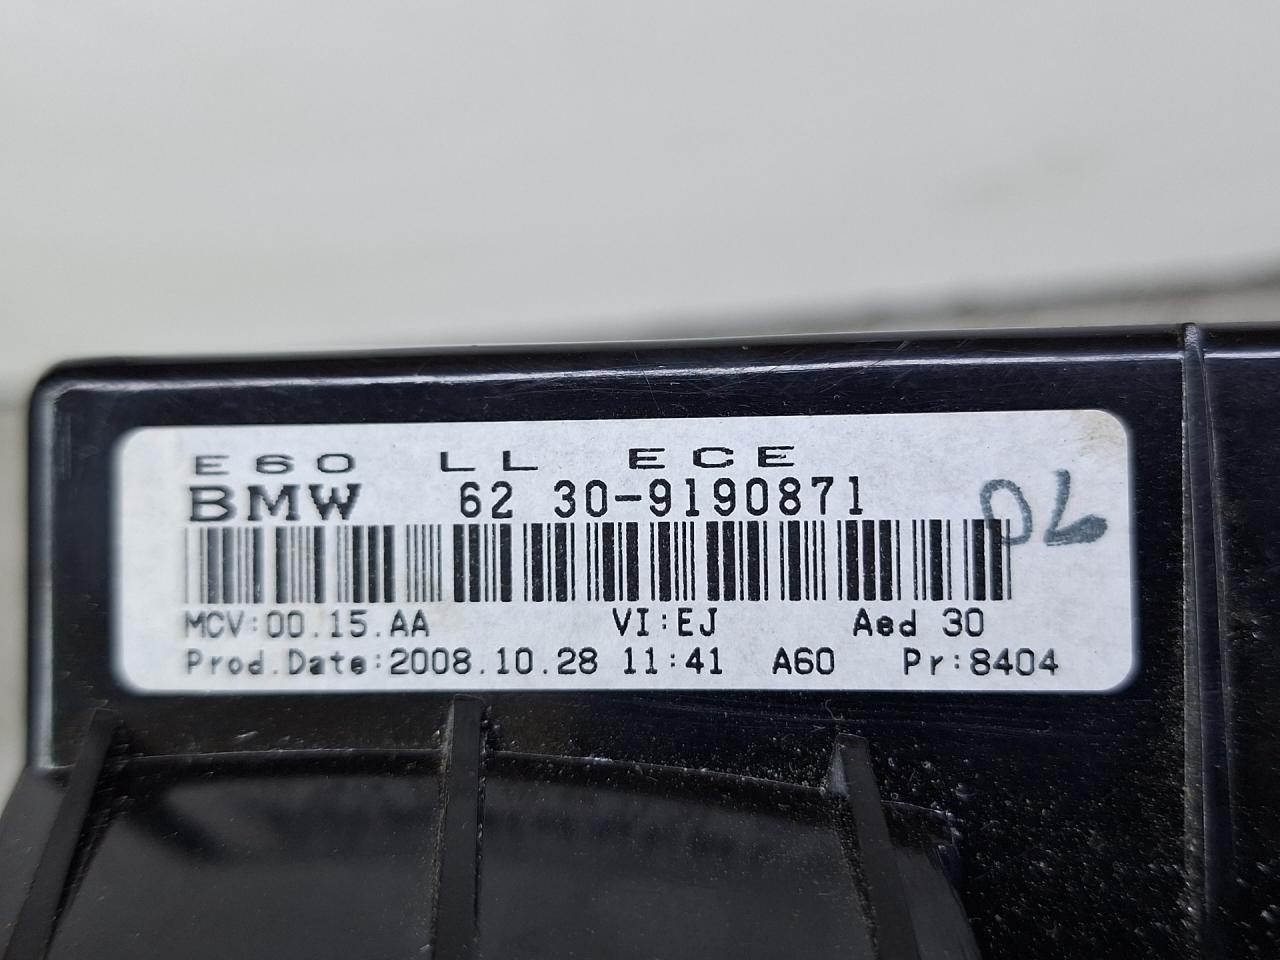 E60 LL ECE
BMW 62 30-9190871
MCV:00.15.AA VI:EJ Aed 30
Prod.Date:2008.10.28 11:41 A60 Pr:8404